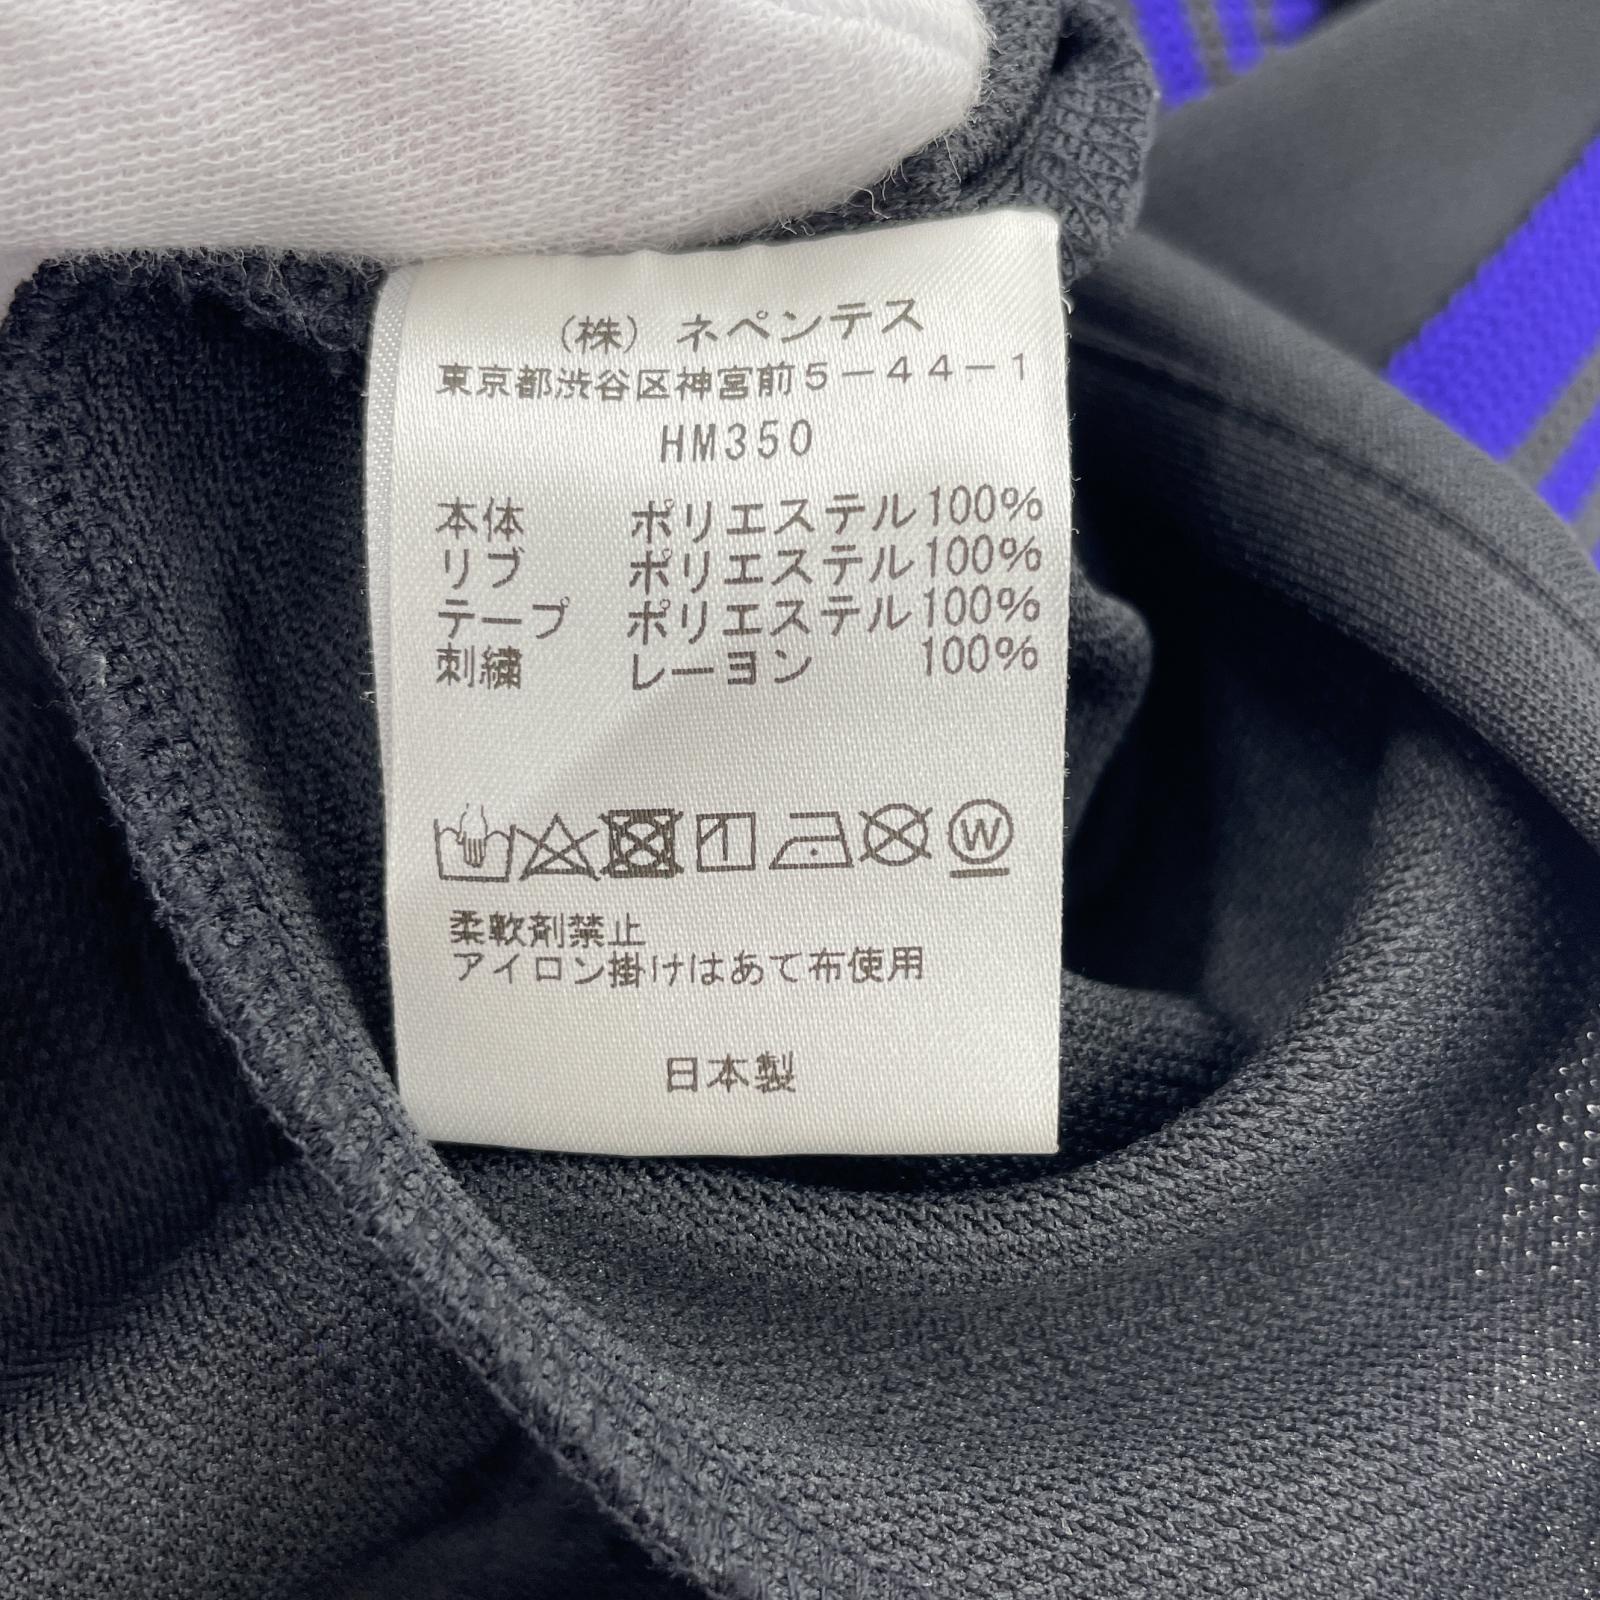 (株) ネペンテス
東京都渋谷区神宮前5-44-1
HM350
本体 ポリエステル100%
リブ ポリエステル100%
テープ ポリエステル100%
刺繍 レーヨン 100%
W
柔軟剤禁止
アイロン掛けはあて布使用
日本製